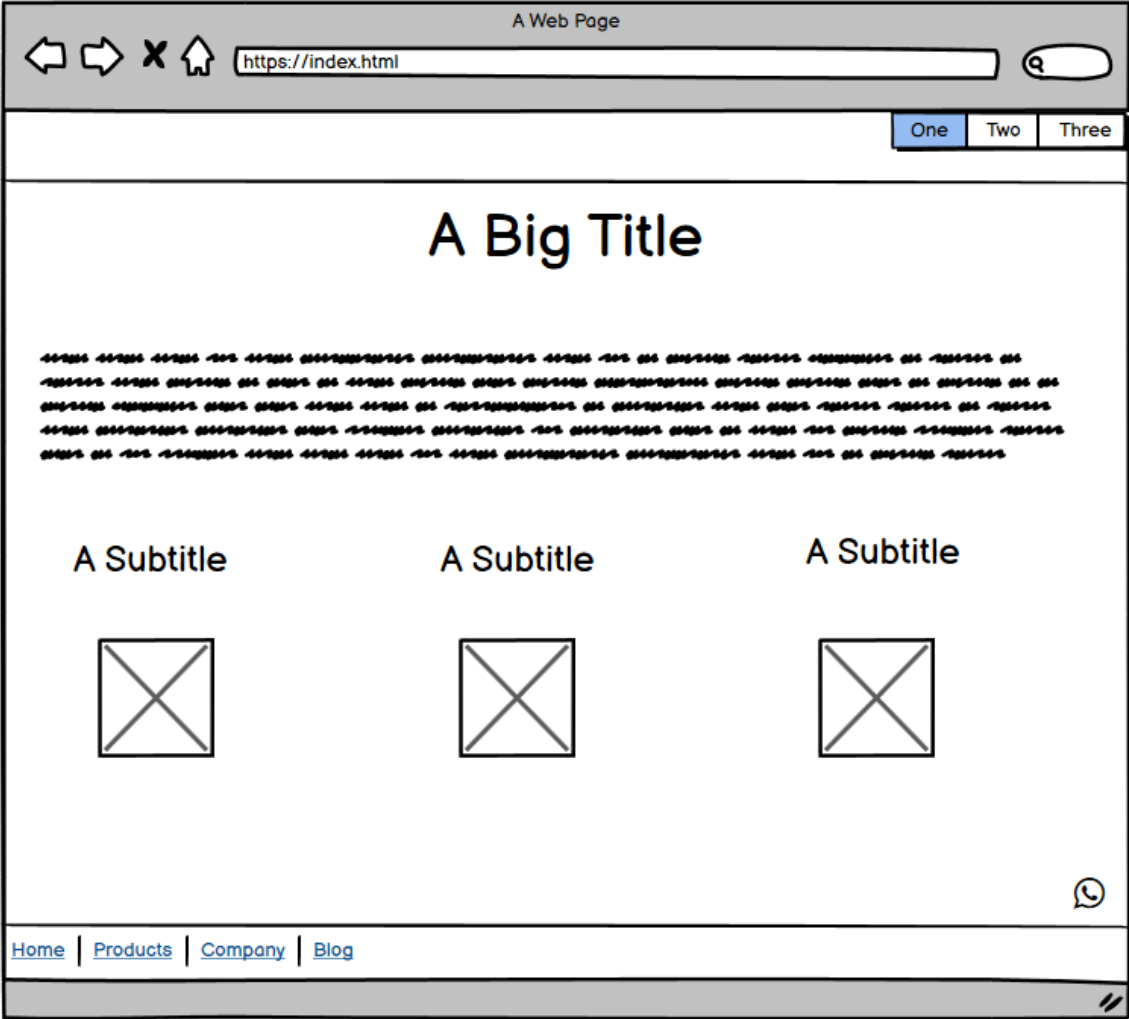 A Web Page
https://index.html
One Two Three
A Big Title
A Subtitle A Subtitle A Subtitle
Home Products Company Blog